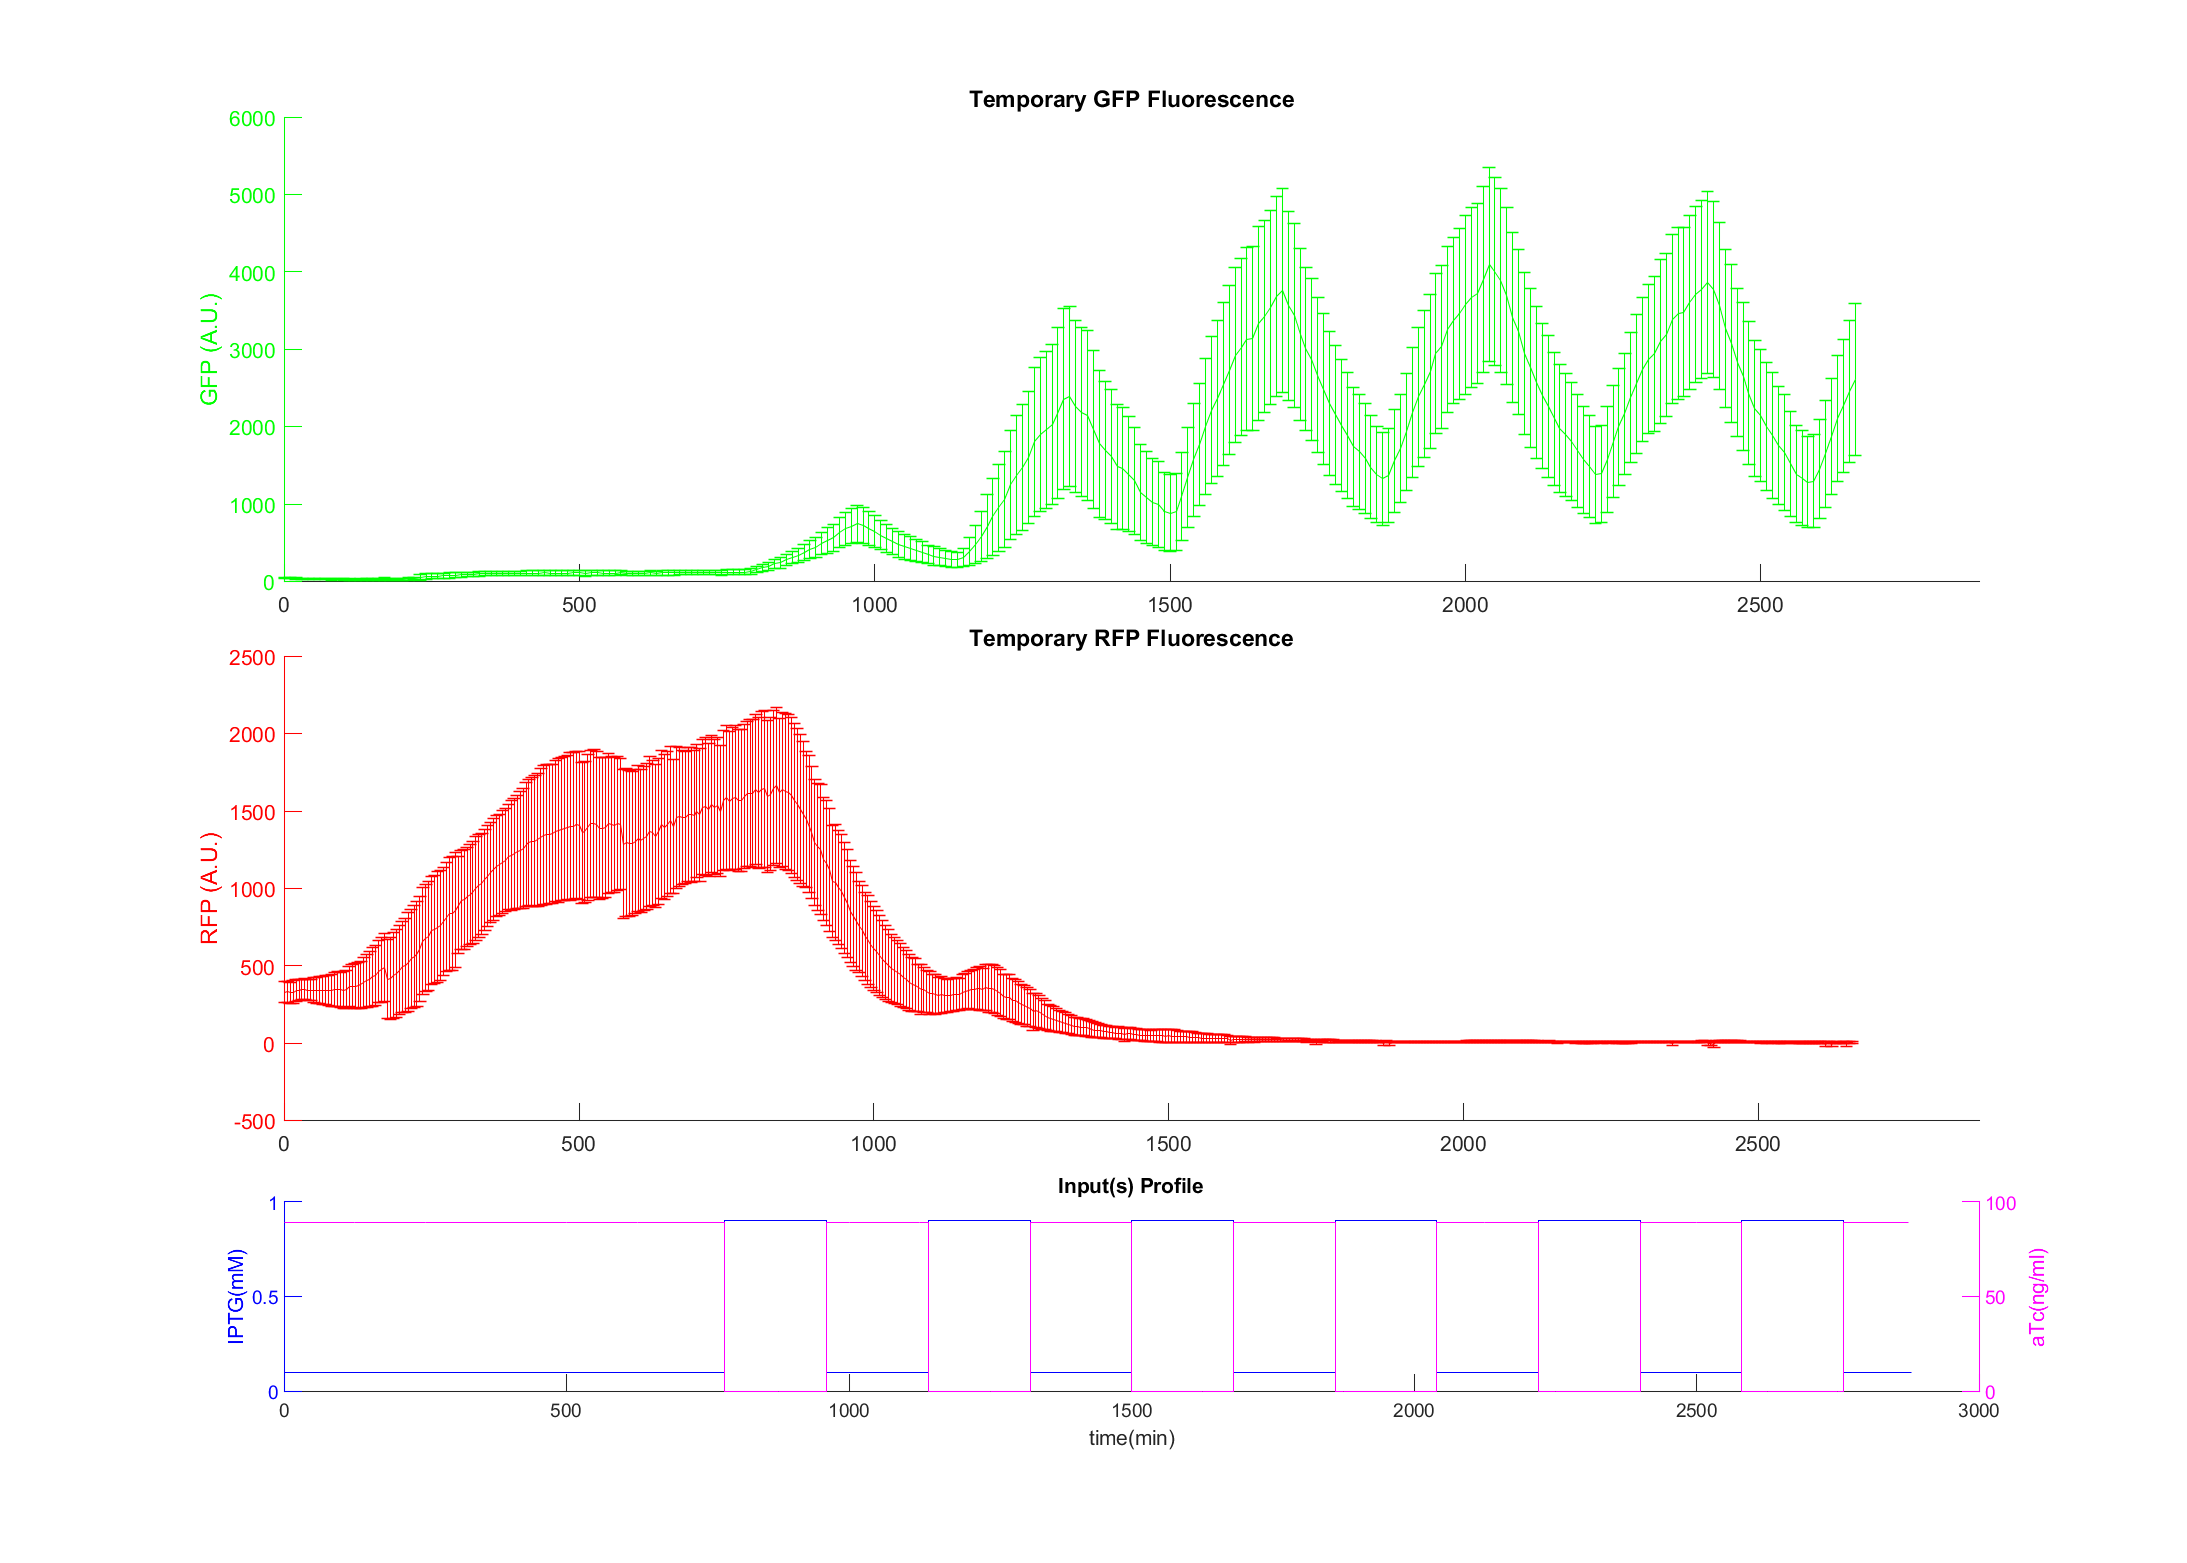 Temporary GFP Fluorescence
6000
5000
4000
3000
2000
1000
0
GFP (A.U.)
0 500 1000 1500 2000 2500
Temporary RFP Fluorescence
2500
2000
1500
1000
500
0
-500
RFP (A.U.)
0 500 1000 1500 2000 2500
Input(s) Profile
1
0.5
0
IPTG(mM)
100
50
0
aTc(ng/ml)
0 500 1000 1500 2000 2500 3000
time(min)